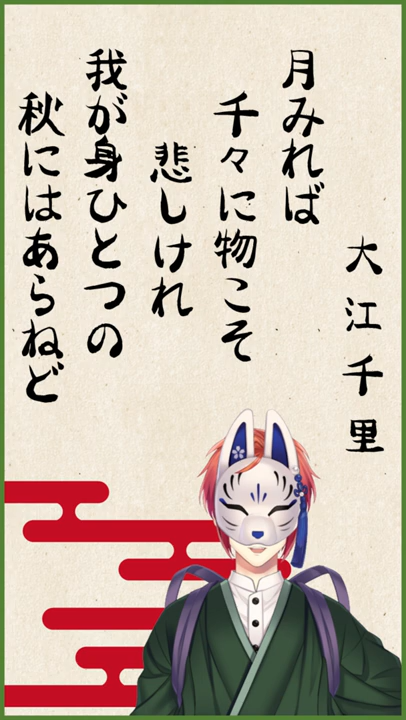 大江千里
月みれば
千々に物こそ
悲しけれ
我が身ひとつの
秋にはあらねど